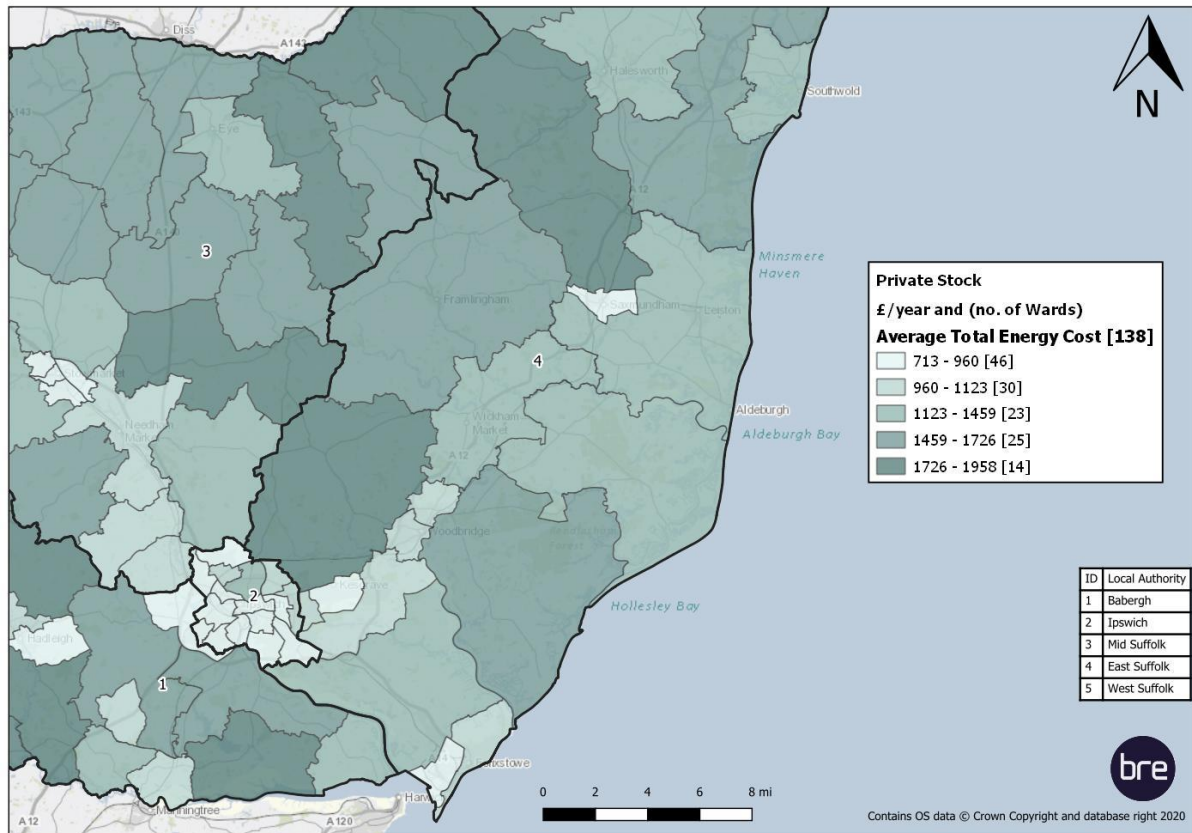 Diss
A143
A143
Halesworth
Southwold
N
Eye
A12
A140
3
Minsmere
Haven
Framlingham
Saxmundham
Leiston
4
Private Stock
£/year and (no. of Wards)
Average Total Energy Cost [138]
713 - 960 [46]
960 - 1123 [30]
1123 - 1459 [23]
1459 - 1726 [25]
1726 - 1958 [14]
Needham
Market
Wickham
Market
Aldeburgh
Aldeburgh Bay
A12
Woodbridge
Kesgrave
2
Hollesley Bay
Hadleigh
1
ID Local Authority
1 Babergh
2 Ipswich
3 Mid Suffolk
4 East Suffolk
5 West Suffolk
Manningtree
A12
A120
0 2 4 6 8 mi
bre
Contains OS data © Crown Copyright and database right 2020